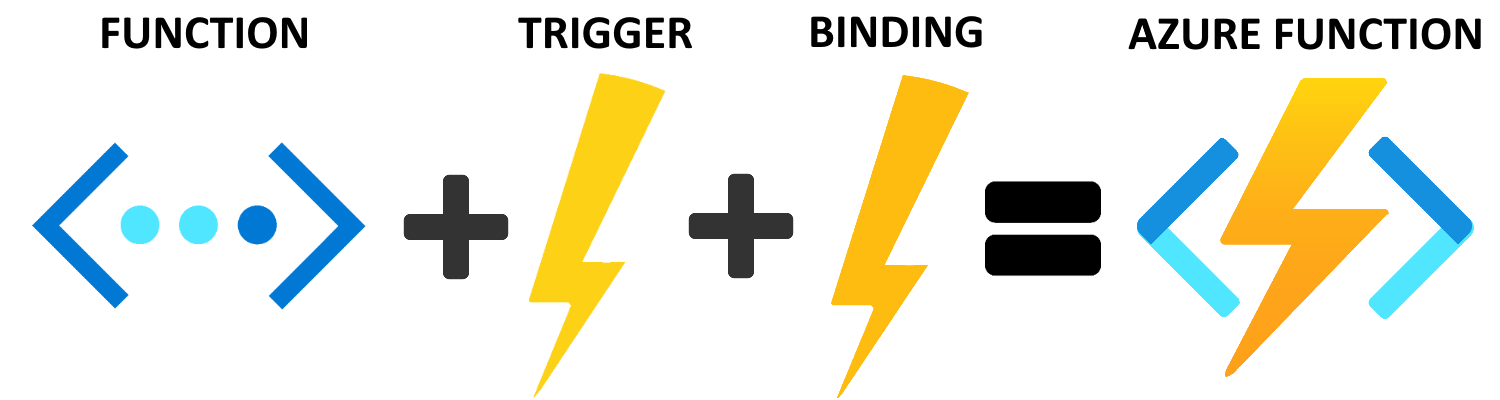 FUNCTION TRIGGER BINDING AZURE FUNCTION